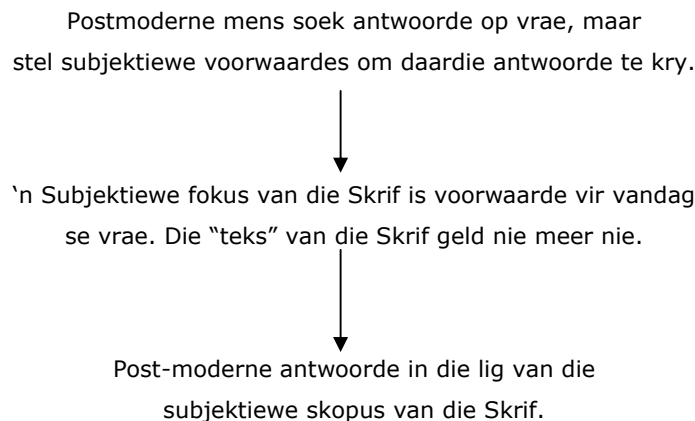 Postmoderne mens soek antwoorde op vrae, maar
stel subjektiewe voorwaardes om daardie antwoorde te kry.
‘n Subjektiewe fokus van die Skrif is voorwaarde vir vandag
se vrae. Die “teks” van die Skrif geld nie meer nie.
Post-moderne antwoorde in die lig van die
subjektiewe skopus van die Skrif.